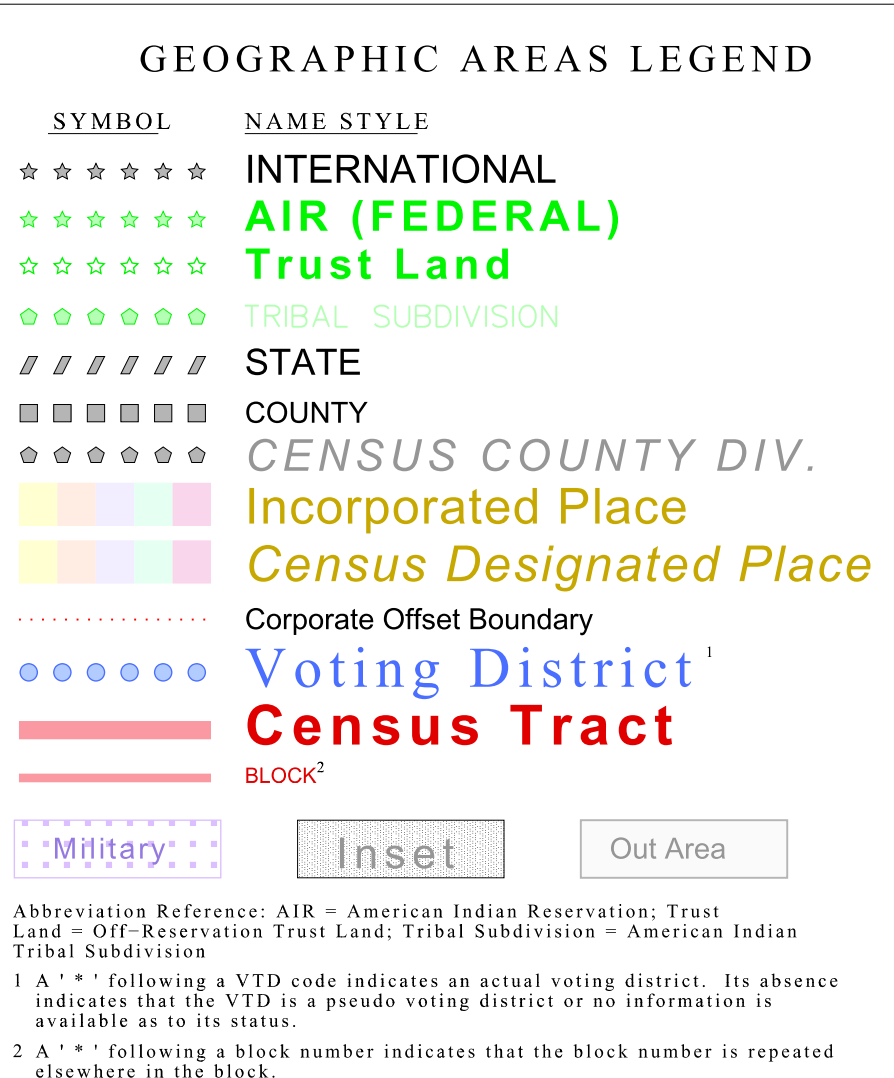 GEOGRAPHIC AREAS LEGEND
SYMBOL NAME STYLE
INTERNATIONAL
AIR (FEDERAL)
Trust Land
TRIBAL SUBDIVISION
STATE
COUNTY
CENSUS COUNTY DIV.
Incorporated Place
Census Designated Place
Corporate Offset Boundary
Voting District 1
Census Tract
BLOCK2
Military Inset Out Area
Abbreviation Reference: AIR = American Indian Reservation; Trust
Land = Off−Reservation Trust Land; Tribal Subdivision = American Indian
Tribal Subdivision
1 A ' * ' following a VTD code indicates an actual voting district. Its absence
indicates that the VTD is a pseudo voting district or no information is
available as to its status.
2 A ' * ' following a block number indicates that the block number is repeated
elsewhere in the block.